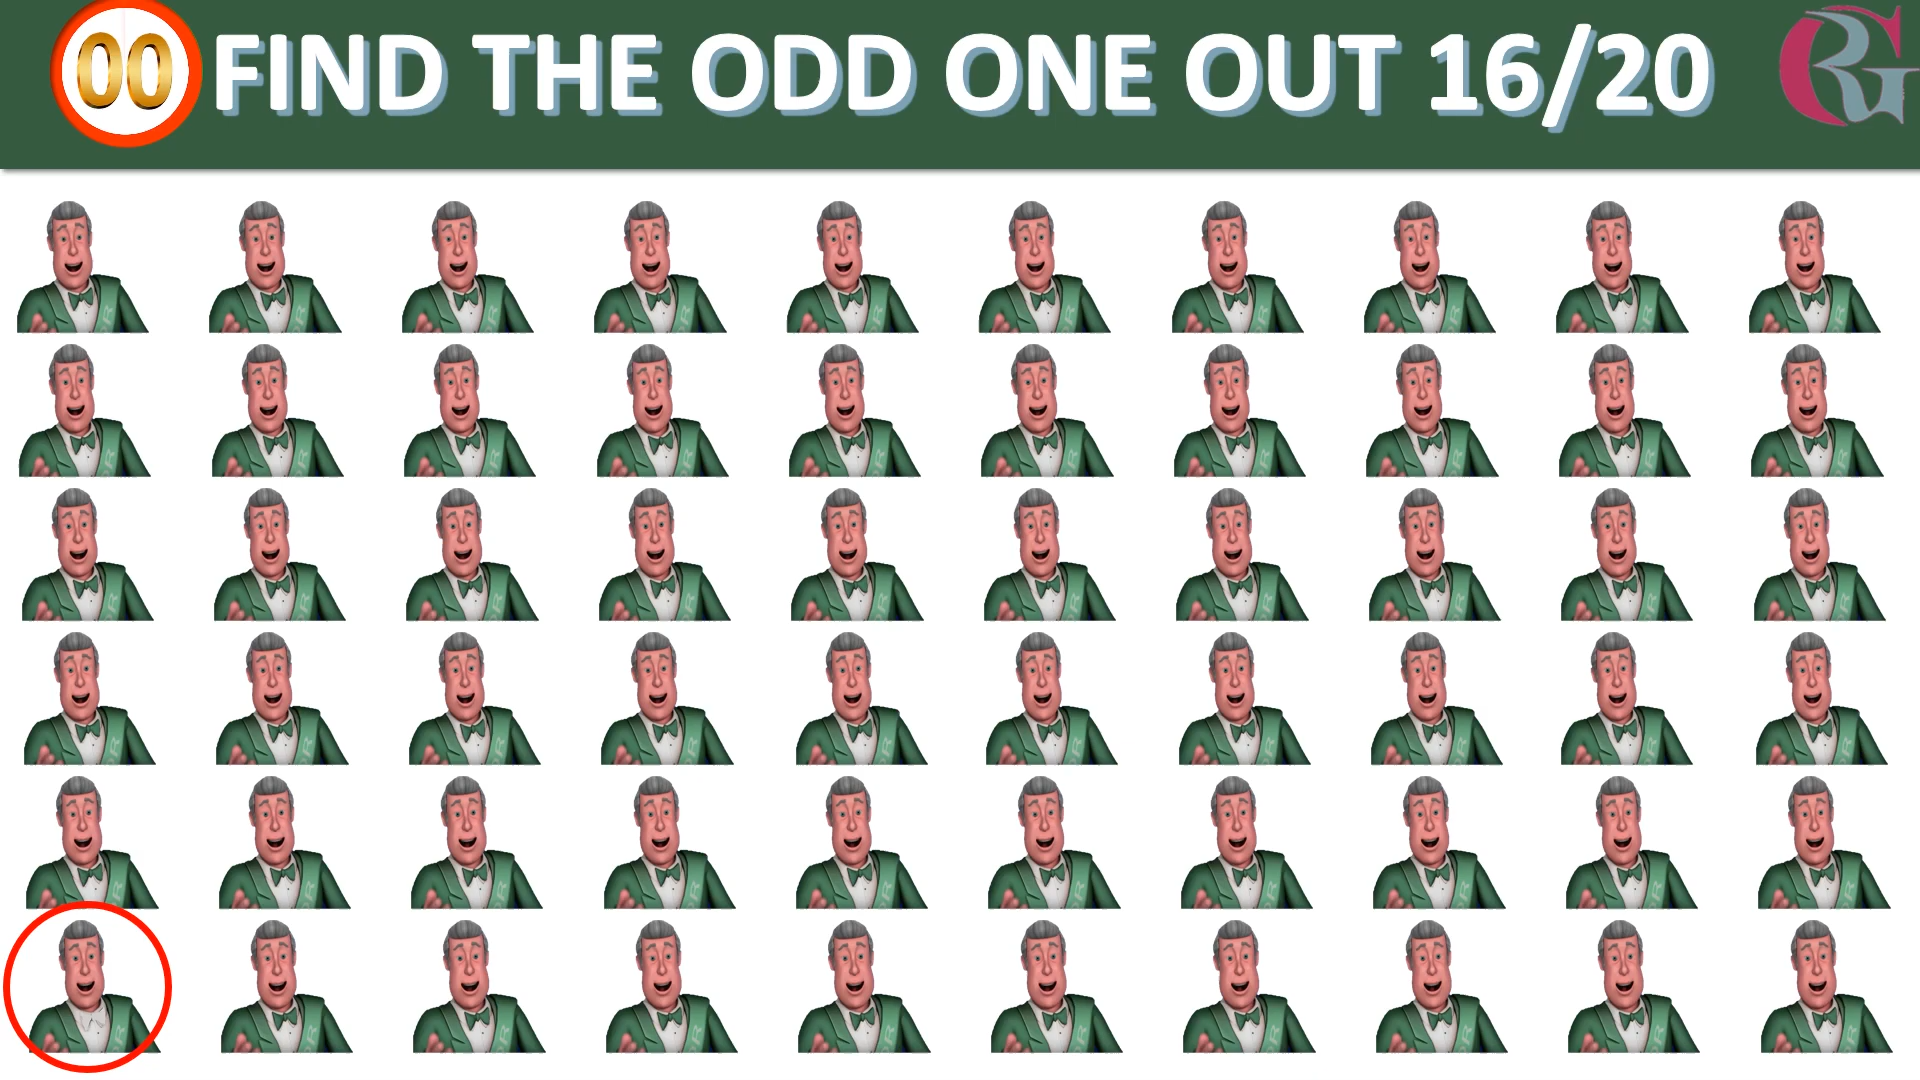 00 FIND THE ODD ONE OUT 16/20